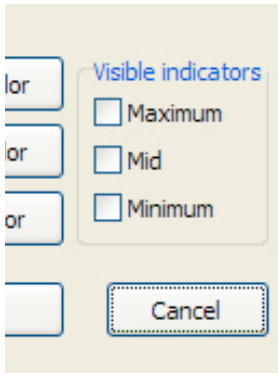 Visible indicators
lor
Maximum
lor
Mid
or
Minimum
Cancel